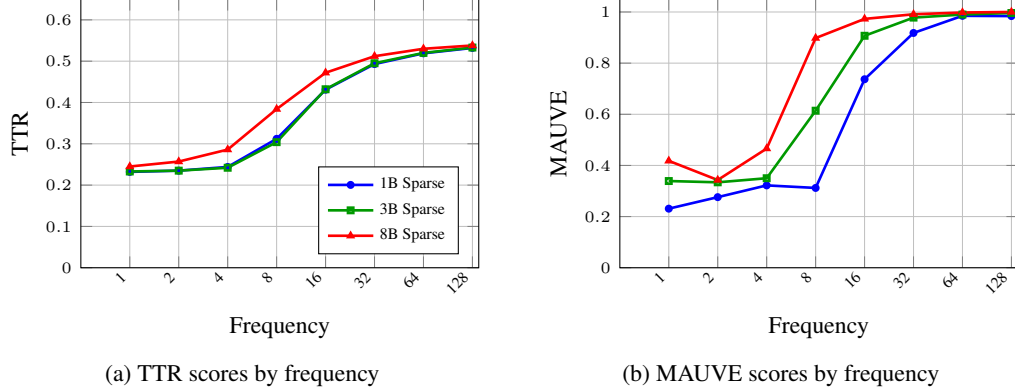 0.6
0.5
0.4
0.3
0.2
0.1
0
TTR
1B Sparse
3B Sparse
8B Sparse
1 2 4 8 16 32 64 128
Frequency
(a) TTR scores by frequency
1
0.8
0.6
0.4
0.2
0
MAUVE
1 2 4 8 16 32 64 128
Frequency
(b) MAUVE scores by frequency